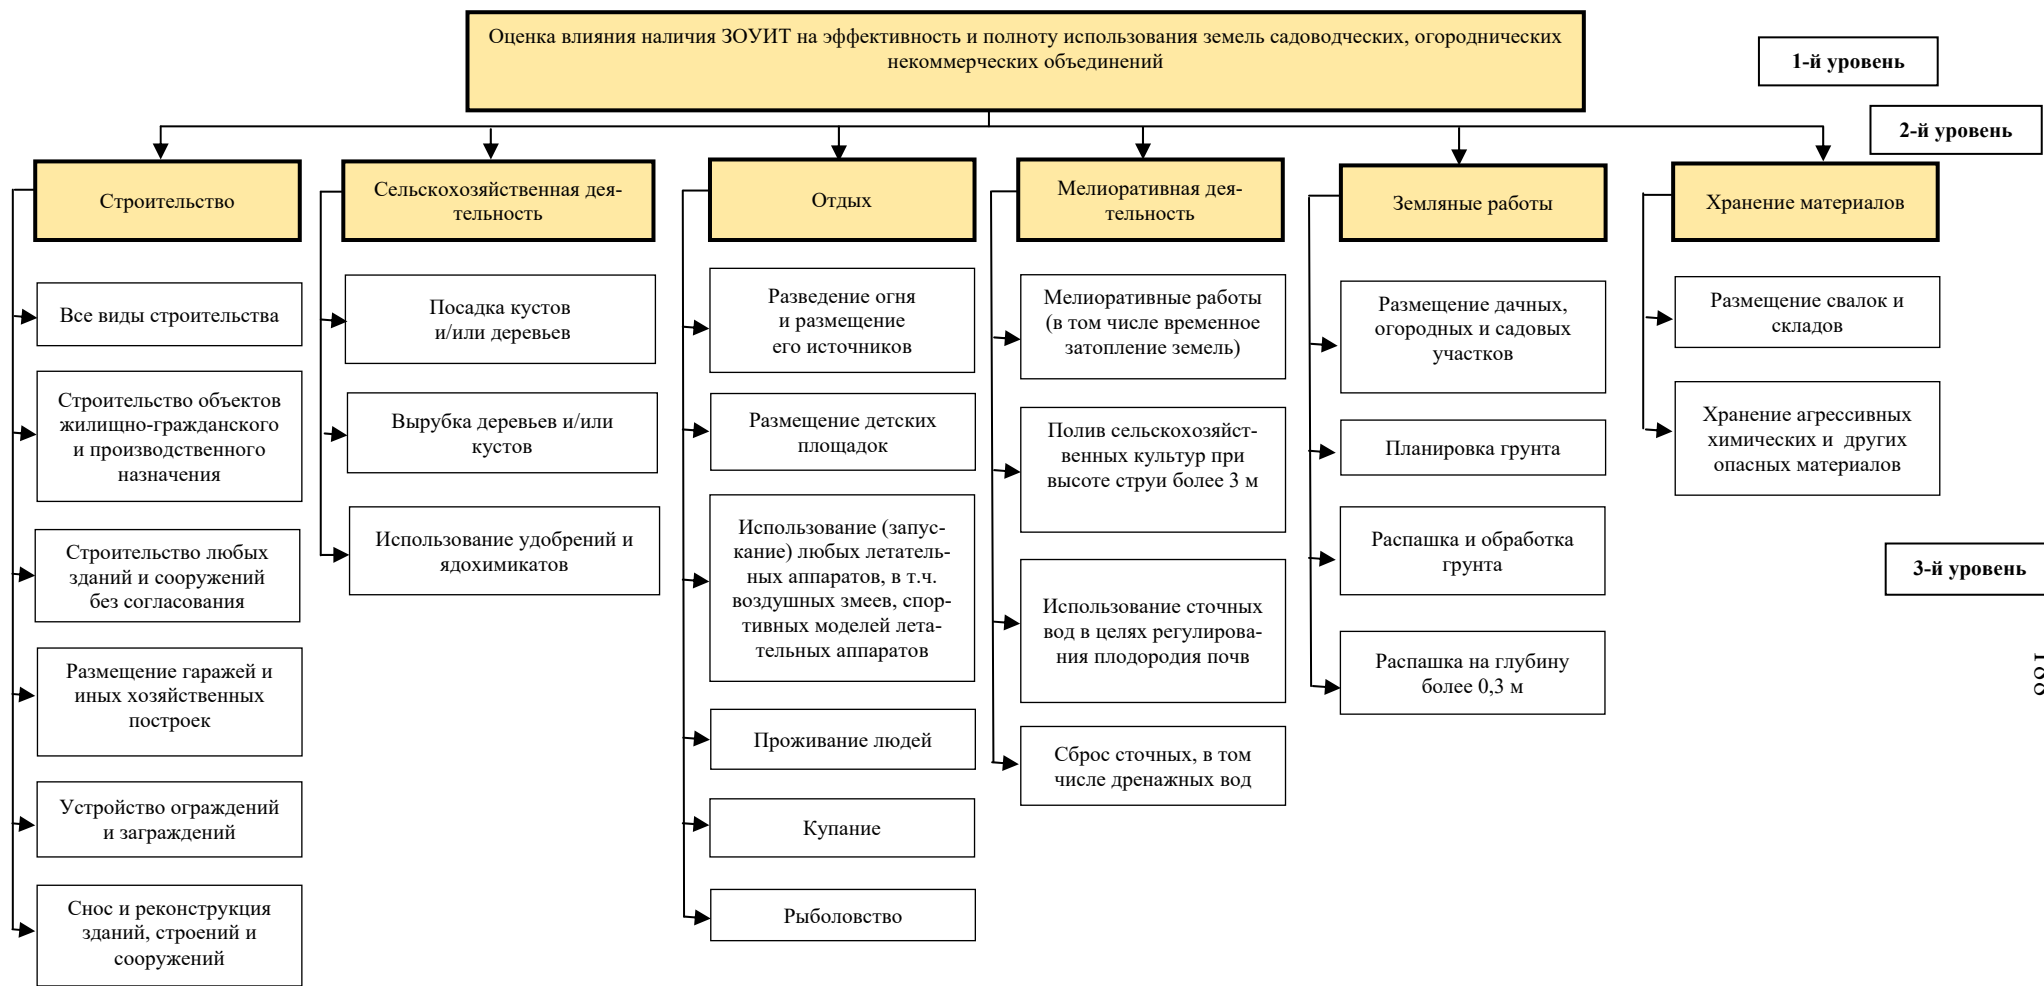 Оценка влияния наличия ЗОУИТ на эффективность и полноту использования земель садоводческих, огороднических
некоммерческих объединений
1-й уровень
2-й уровень
Строительство
Сельскохозяйственная дея-
тельность
Отдых
Мелиоративная дея-
тельность
Земляные работы
Хранение материалов
Все виды строительства
Строительство объектов
жилищно-гражданского
и производственного
назначения
Строительство любых
зданий и сооружений
без согласования
Размещение гаражей и
иных хозяйственных
построек
Устройство ограждений
и заграждений
Снос и реконструкция
зданий, строений и
сооружений
Посадка кустов
и/или деревьев
Вырубка деревьев и/или
кустов
Использование удобрений и
ядохимикатов
Разведение огня
и размещение
его источников
Размещение детских
площадок
Использование (запус-
кание) любых летатель-
ных аппаратов, в т.ч.
воздушных змеев, спор-
тивных моделей лета-
тельных аппаратов
Проживание людей
Купание
Рыболовство
Мелиоративные работы
(в том числе временное
затопление земель)
Полив сельскохозяйст-
венных культур при
высоте струи более 3 м
Использование сточных
вод в целях регулирова-
ния плодородия почв
Сброс сточных, в том
числе дренажных вод
Размещение дачных,
огородных и садовых
участков
Планировка грунта
Распашка и обработка
грунта
Распашка на глубину
более 0,3 м
Размещение свалок и
складов
Хранение агрессивных
химических и других
опасных материалов
3-й уровень